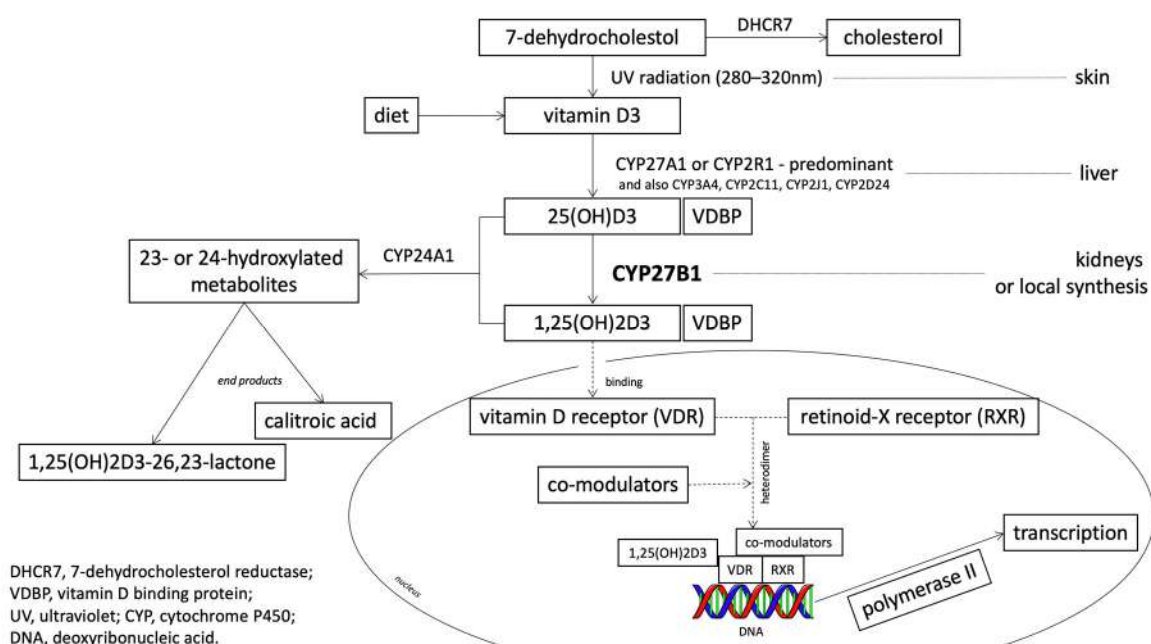 7-dehydrocholestol
DHCR7
cholesterol
UV radiation (280–320nm)
skin
diet
vitamin D3
CYP27A1 or CYP2R1 - predominant
and also CYP3A4, CYP2C11, CYP2J1, CYP2D24
liver
25(OH)D3
VDBP
CYP24A1
23- or 24-hydroxylated
metabolites
CYP27B1
kidneys
or local synthesis
1,25(OH)2D3
VDBP
binding
end products
calitroic acid
vitamin D receptor (VDR)
retinoid-X receptor (RXR)
1,25(OH)2D3-26,23-lactone
co-modulators
heterodimer
transcription
co-modulators
1,25(OH)2D3
VDR
RXR
polymerase II
nucleus
DNA
DHCR7, 7-dehydrocholesterol reductase;
VDBP, vitamin D binding protein;
UV, ultraviolet; CYP, cytochrome P450;
DNA, deoxyribonucleic acid.